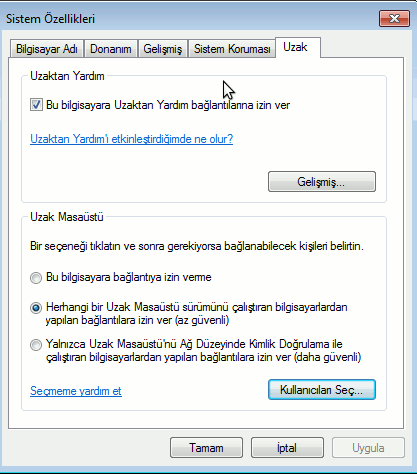 Sistem Özellikleri
Bilgisayar Adı
Donanım
Gelişmiş
Sistem Koruması
Uzak
Uzaktan Yardım
Bu bilgisayara Uzaktan Yardım bağlantılarına izin ver
Uzaktan Yardım'ı etkinleştirdiğimde ne olur?
Gelişmiş...
Uzak Masaüstü
Bir seçeneği tıklatın ve sonra gerekiyorsa bağlanabilecek kişileri belirtin.
Bu bilgisayara bağlantıya izin verme
Herhangi bir Uzak Masaüstü sürümünü çalıştıran bilgisayarlardan
yapılan bağlantılara izin ver (az güvenli)
Yalnızca Uzak Masaüstü'nü Ağ Düzeyinde Kimlik Doğrulama ile
çalıştıran bilgisayarlardan yapılan bağlantılara izin ver (daha güvenli)
Seçmeme yardım et
Kullanıcıları Seç...
Tamam
İptal
Uygula